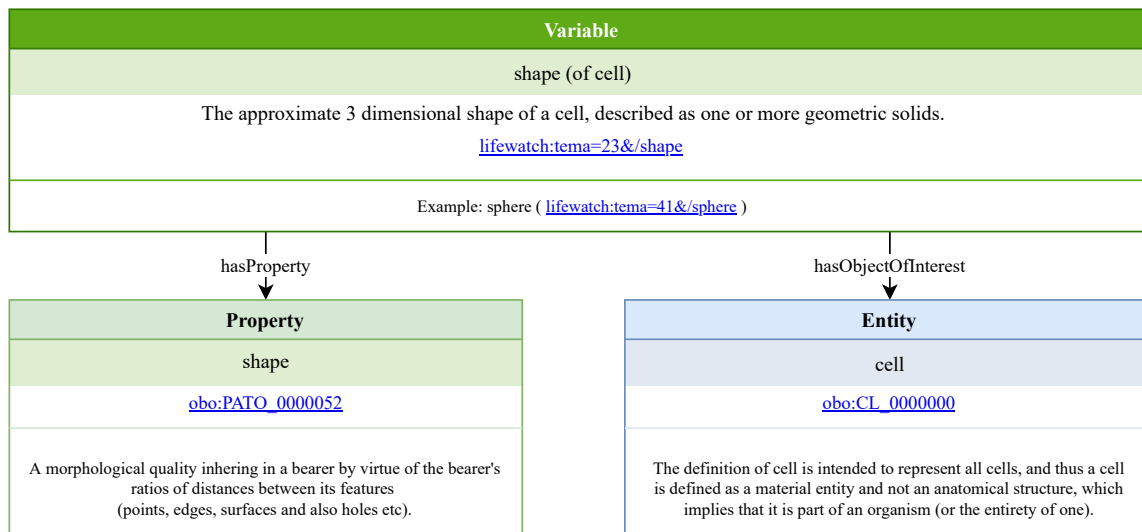 Variable
shape (of cell)
The approximate 3 dimensional shape of a cell, described as one or more geometric solids.
lifewatch:tema=23&/shape
Example: sphere ( lifewatch:tema=41&/sphere )
hasProperty
hasObjectOfInterest
Property
shape
obo:PATO_0000052
A morphological quality inhering in a bearer by virtue of the bearer's
ratios of distances between its features
(points, edges, surfaces and also holes etc).
Entity
cell
obo:CL_0000000
The definition of cell is intended to represent all cells, and thus a cell
is defined as a material entity and not an anatomical structure, which
implies that it is part of an organism (or the entirety of one).